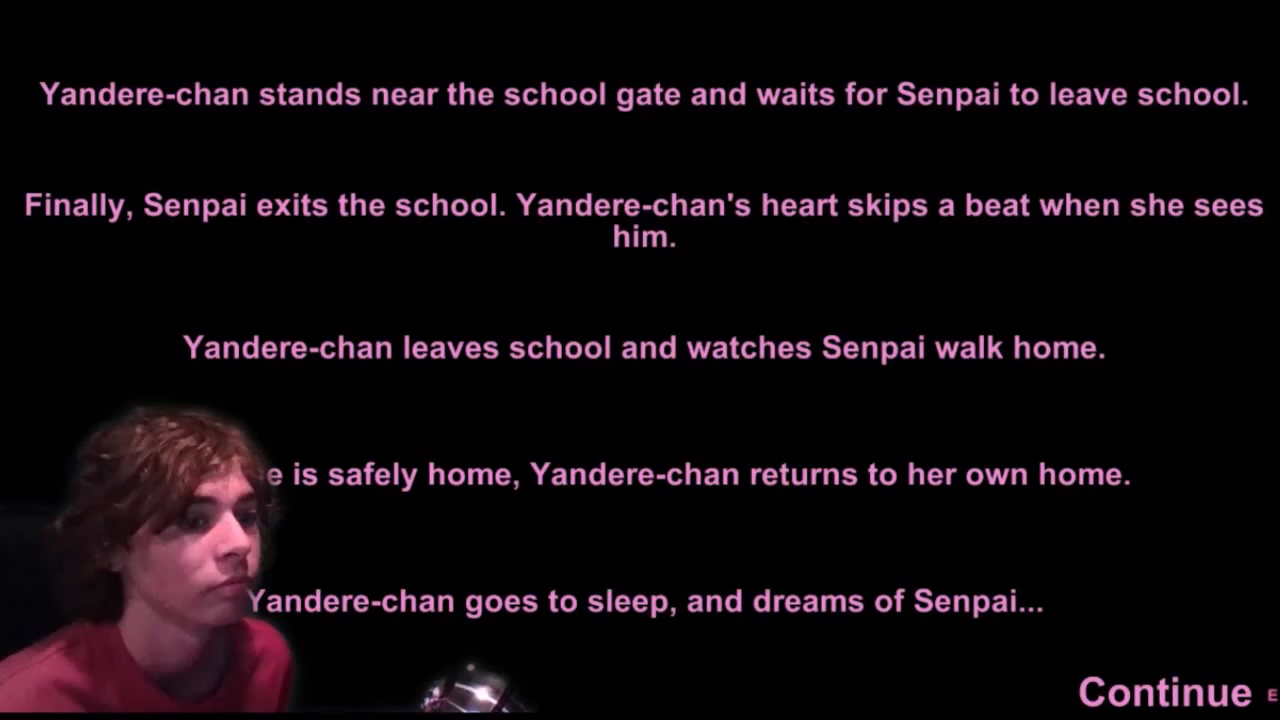 Yandere-chan stands near the school gate and waits for Senpai to leave school.
Finally, Senpai exits the school. Yandere-chan's heart skips a beat when she sees
him.
Yandere-chan leaves school and watches Senpai walk home.
is safely home, Yandere-chan returns to her own home.
Yandere-chan goes to sleep, and dreams of Senpai...
Continue E